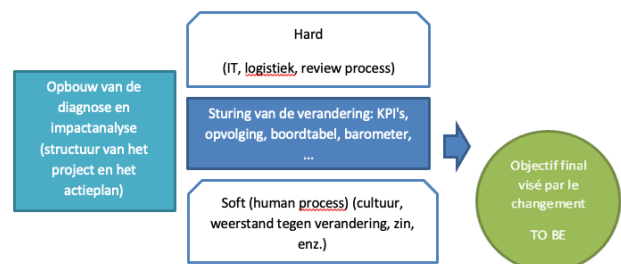 Opbouw van de
diagnose en
impactanalyse
(structuur van het
project en het
actieplan)
Hard
(IT, logistiek, review process)
Sturing van de verandering: KPI's,
opvolging, boordtabel, barometer,
...
Soft (human process) (cultuur,
weerstand tegen verandering, zin,
enz.)
Objectif final
visé par le
changement
TO BE